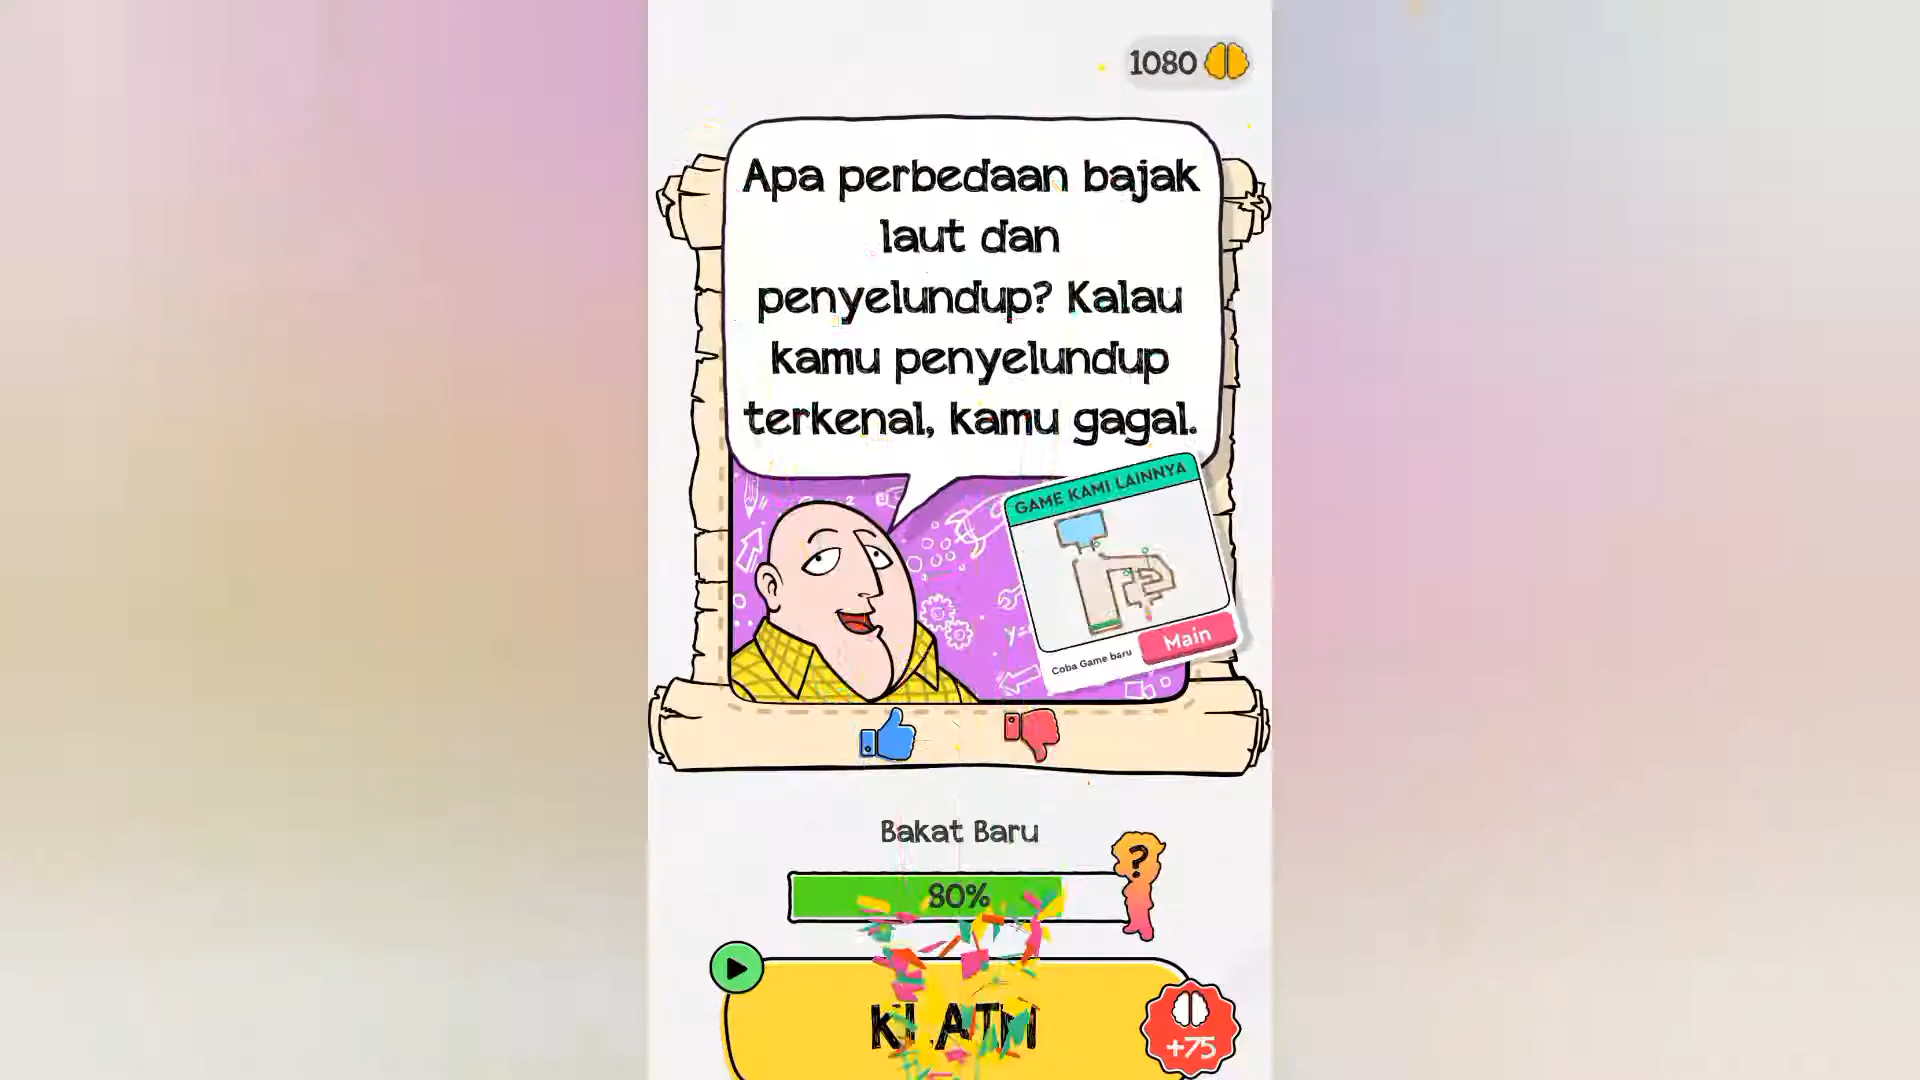 1080
Apa perbedaan bajak
laut dan
penyelundup? Kalau
kamu penyelundup
terkenal, kamu gagal.
GAME KAMI LAINNYA
Coba Game baru
Main
Bakat Baru
?
80%
+75